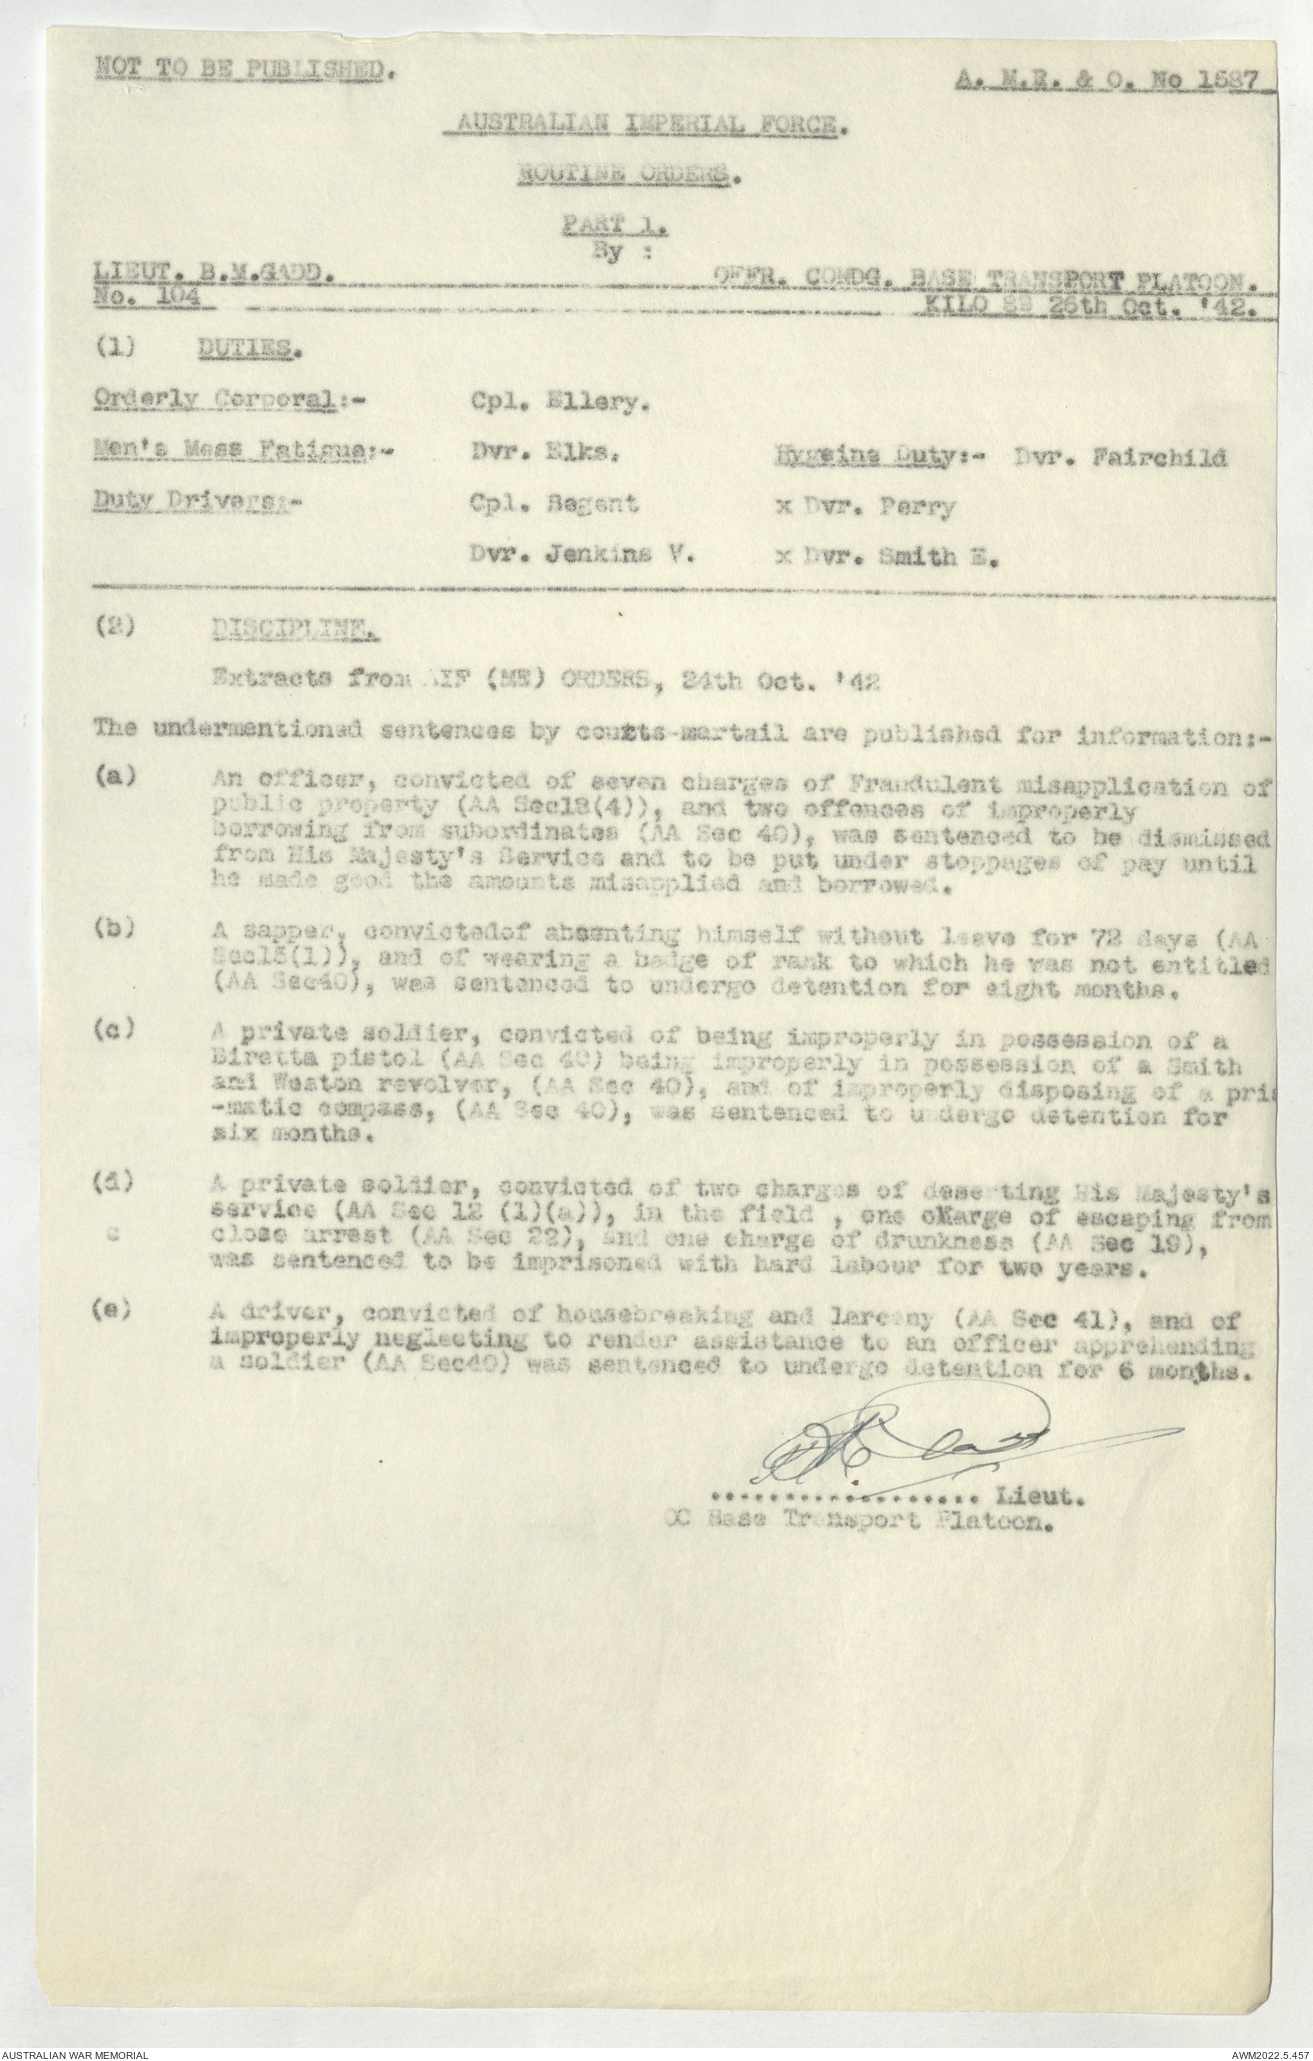 NOT TO BE PUBLISHED.
A. M.R. & O. No 1587
AUSTRALIAN IMPERIAL FORCE.
ROUTINE ORDERS.
PART 1.
By :
LIEUT. B.M.GADD. OFFR. COMDG. BASE TRANSPORT PLATOON.
No. 104 KILO 89 26th Oct. '42.
(1) DUTIES.
Orderly Corporal:- Cpl. Ellery.
Men's Mess Fatigue:- Dvr. Elks. Hygeine Duty:- Dvr. Fairchild
Duty Drivers:- Cpl. Regent x Dvr. Perry
Dvr. Jenkins V. x Dvr. Smith E.
(2) DISCIPLINE.
Extracts from AIF (ME) ORDERS, 24th Oct. '42
The undermentioned sentences by courts-martail are published for information:-
(a) An officer, convicted of seven charges of Fraudulent misapplication of
public property (AA Sec18(4)), and two offences of improperly
borrowing from subordinates (AA Sec 40), was sentenced to be dismissed
from His Majesty's Service and to be put under stoppages of pay until
he made good the amounts misapplied and borrowed.
(b) A sapper, convictedof absenting himself without leave for 72 days (AA
Sec15(1)), and of wearing a badge of rank to which he was not entitled
(AA Sec40), was sentenced to undergo detention for eight months.
(c) A private soldier, convicted of being improperly in possession of a
Biretta pistol (AA Sec 40) being improperly in possession of a Smith
and Weston revolver, (AA Sec 40), and of improperly disposing of a pris
-matic compass, (AA Sec 40), was sentenced to undergo detention for
six months.
(d) A private soldier, convicted of two charges of deserting His Majesty's
service (AA Sec 12 (1)(a)), in the field , one charge of escaping from
close arrest (AA Sec 22), and one charge of drunkness (AA Sec 19),
was sentenced to be imprisoned with hard labour for two years.
(e) A driver, convicted of housebreaking and larceny (AA Sec 41), and of
improperly neglecting to render assistance to an officer apprehending
a soldier (AA Sec40) was sentenced to undergo detention for 6 months.
................... Lieut.
OC Base Transport Platoon.
AUSTRALIAN WAR MEMORIAL
AWM2022.5.457